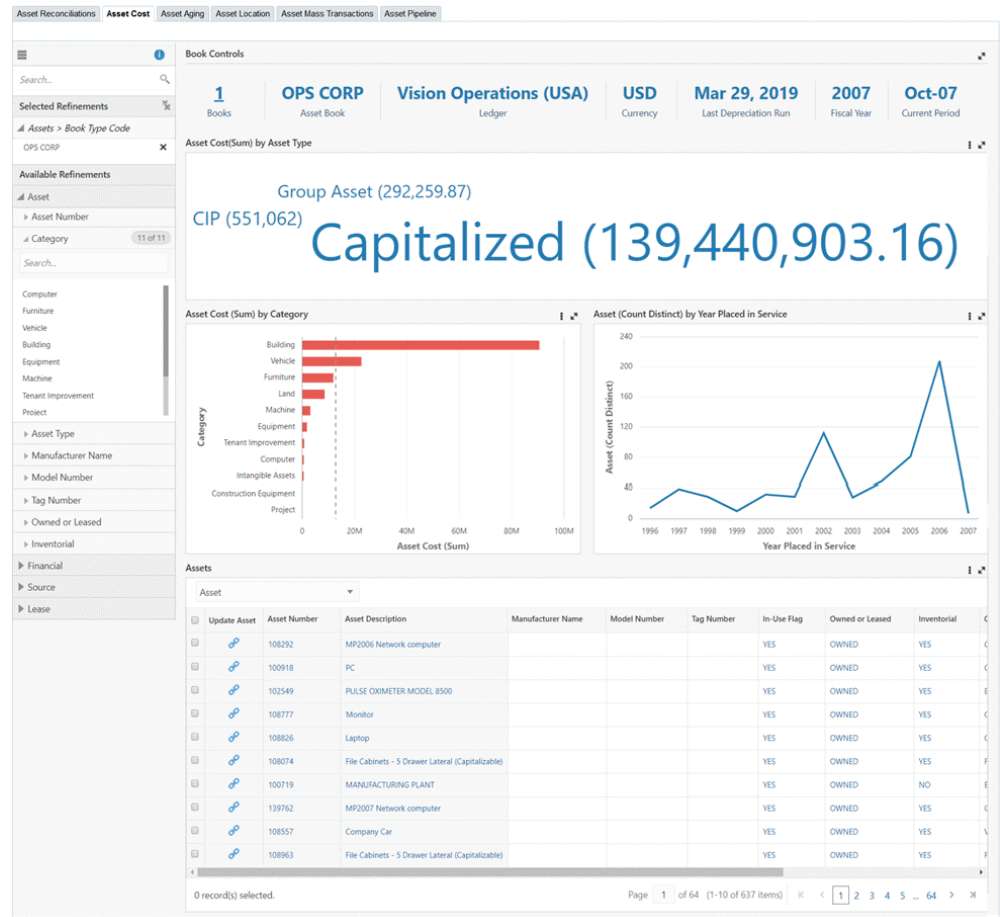 Asset Reconciliations Asset Cost Asset Aging Asset Location Asset Mass Transactions Asset Pipeline
Search...
Selected Refinements
Assets > Book Type Code
OPS CORP
Available Refinements
Asset
Asset Number
Category 11 of 11
Search...
Computer
Furniture
Vehicle
Building
Equipment
Machine
Tenant Improvement
Project
Asset Type
Manufacturer Name
Model Number
Tag Number
Owned or Leased
Inventorial
Financial
Source
Lease
Book Controls
1 OPS CORP Vision Operations (USA) USD Mar 29, 2019 2007 Oct-07
Books Asset Book Ledger Currency Last Depreciation Run Fiscal Year Current Period
Asset Cost(Sum) by Asset Type
Group Asset (292,259.87)
CIP (551,062)
Capitalized (139,440,903.16)
Asset Cost (Sum) by Category
Category
Building
Vehicle
Furniture
Land
Machine
Equipment
Tenant Improvement
Computer
Intangible Assets
Construction Equipment
Project
0 20M 40M 60M 80M 100M
Asset Cost (Sum)
Asset (Count Distinct) by Year Placed in Service
Asset (Count Distinct)
240
200
160
120
80
40
0
1996 1997 1998 1999 2000 2001 2002 2003 2004 2005 2006 2007
Year Placed in Service
Assets
Asset
Update Asset Asset Number Asset Description Manufacturer Name Model Number Tag Number In-Use Flag Owned or Leased Inventorial
108292 MP2006 Network computer YES OWNED YES
100918 PC YES OWNED YES
102549 PULSE OXIMETER MODEL 8500 YES OWNED YES
108777 Monitor YES OWNED YES
108826 Laptop YES OWNED YES
108074 File Cabinets - 5 Drawer Lateral (Capitalizable) YES OWNED YES
100719 MANUFACTURING PLANT YES OWNED NO
139762 MP2007 Network computer YES OWNED YES
108557 Company Car YES OWNED YES
108963 File Cabinets - 5 Drawer Lateral (Capitalizable) YES OWNED YES
0 record(s) selected.
Page 1 of 64 (1-10 of 637 items) 1 2 3 4 5 ... 64